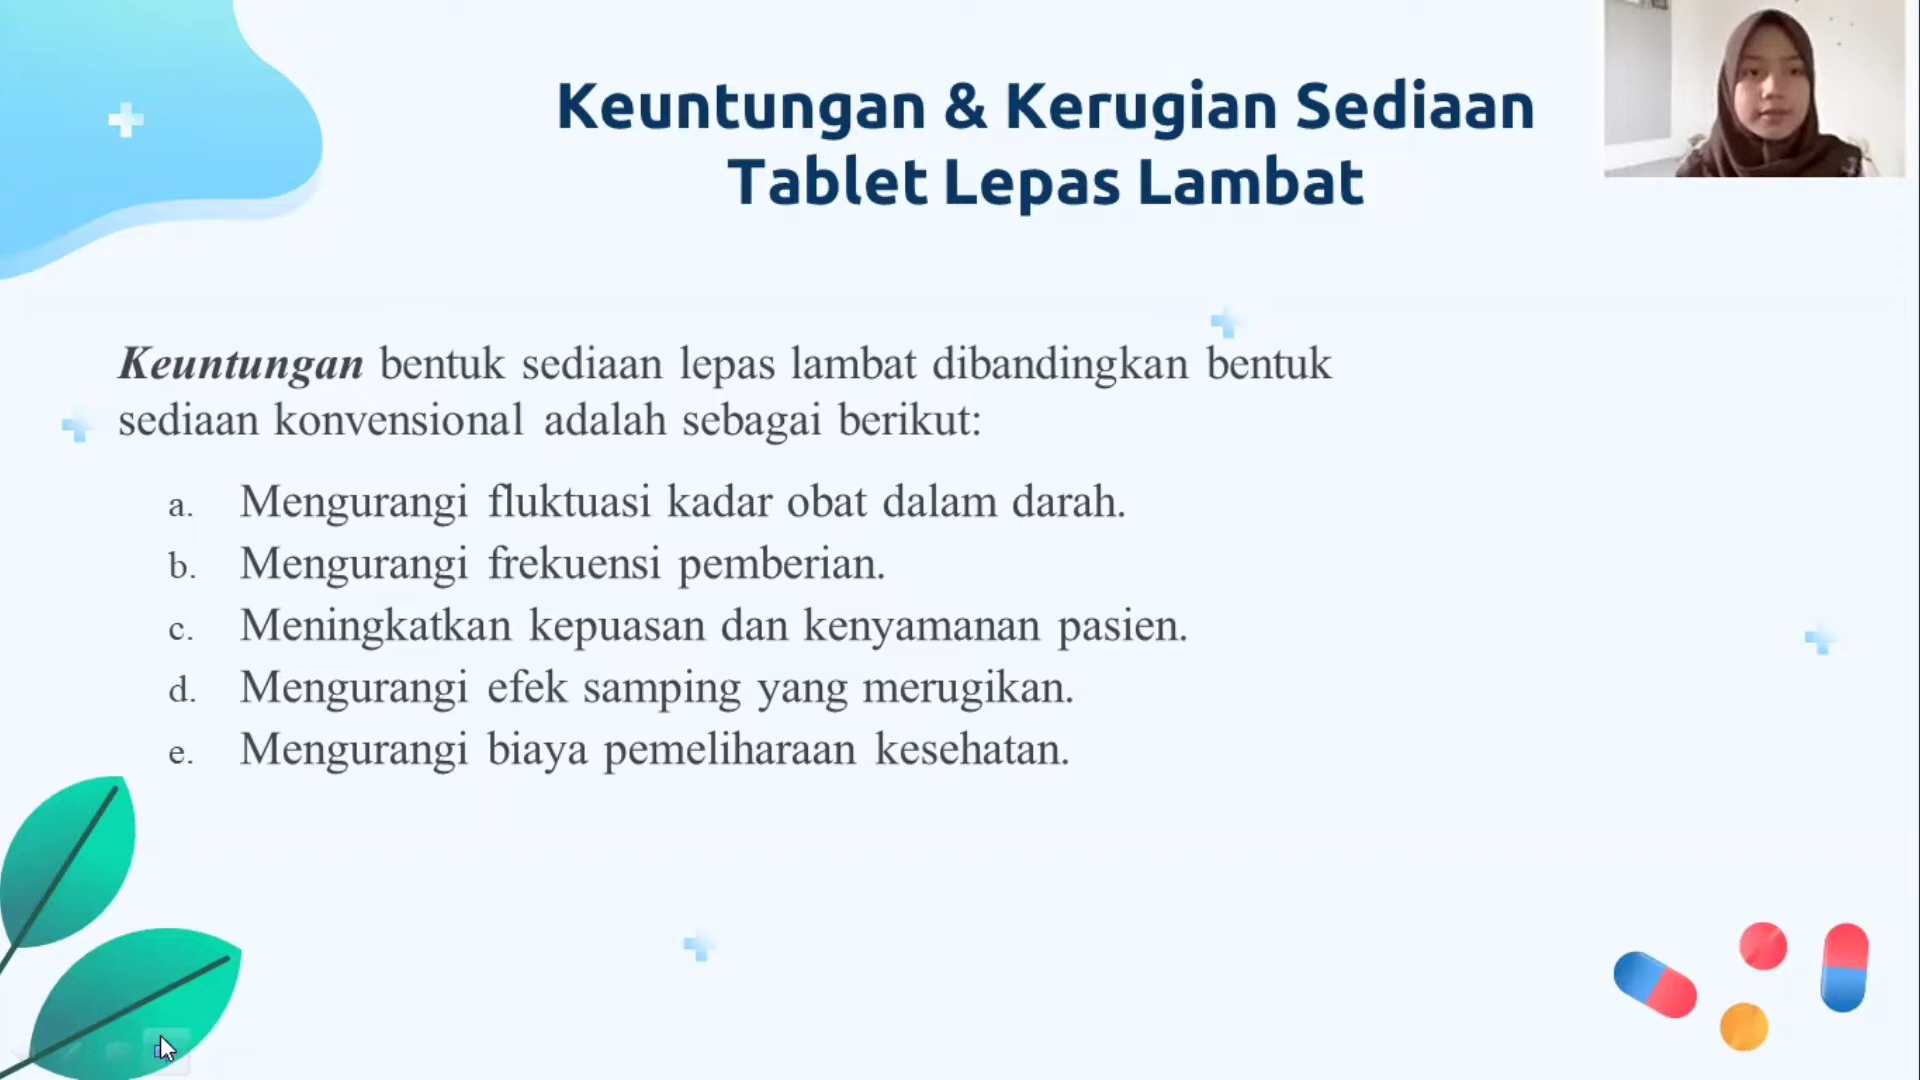 Keuntungan & Kerugian Sediaan
Tablet Lepas Lambat
Keuntungan bentuk sediaan lepas lambat dibandingkan bentuk
sediaan konvensional adalah sebagai berikut:
a. Mengurangi fluktuasi kadar obat dalam darah.
b. Mengurangi frekuensi pemberian.
c. Meningkatkan kepuasan dan kenyamanan pasien.
d. Mengurangi efek samping yang merugikan.
e. Mengurangi biaya pemeliharaan kesehatan.